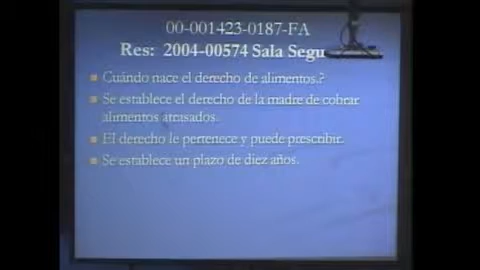 00-001423-0187-FA
Res: 2004-00574 Sala Segu
Cuándo nace el derecho de alimentos.?
Se establece el derecho de la madre de cobrar
alimentos atrasados.
El derecho le pertenece y puede prescribir.
Se establece un plazo de diez años.